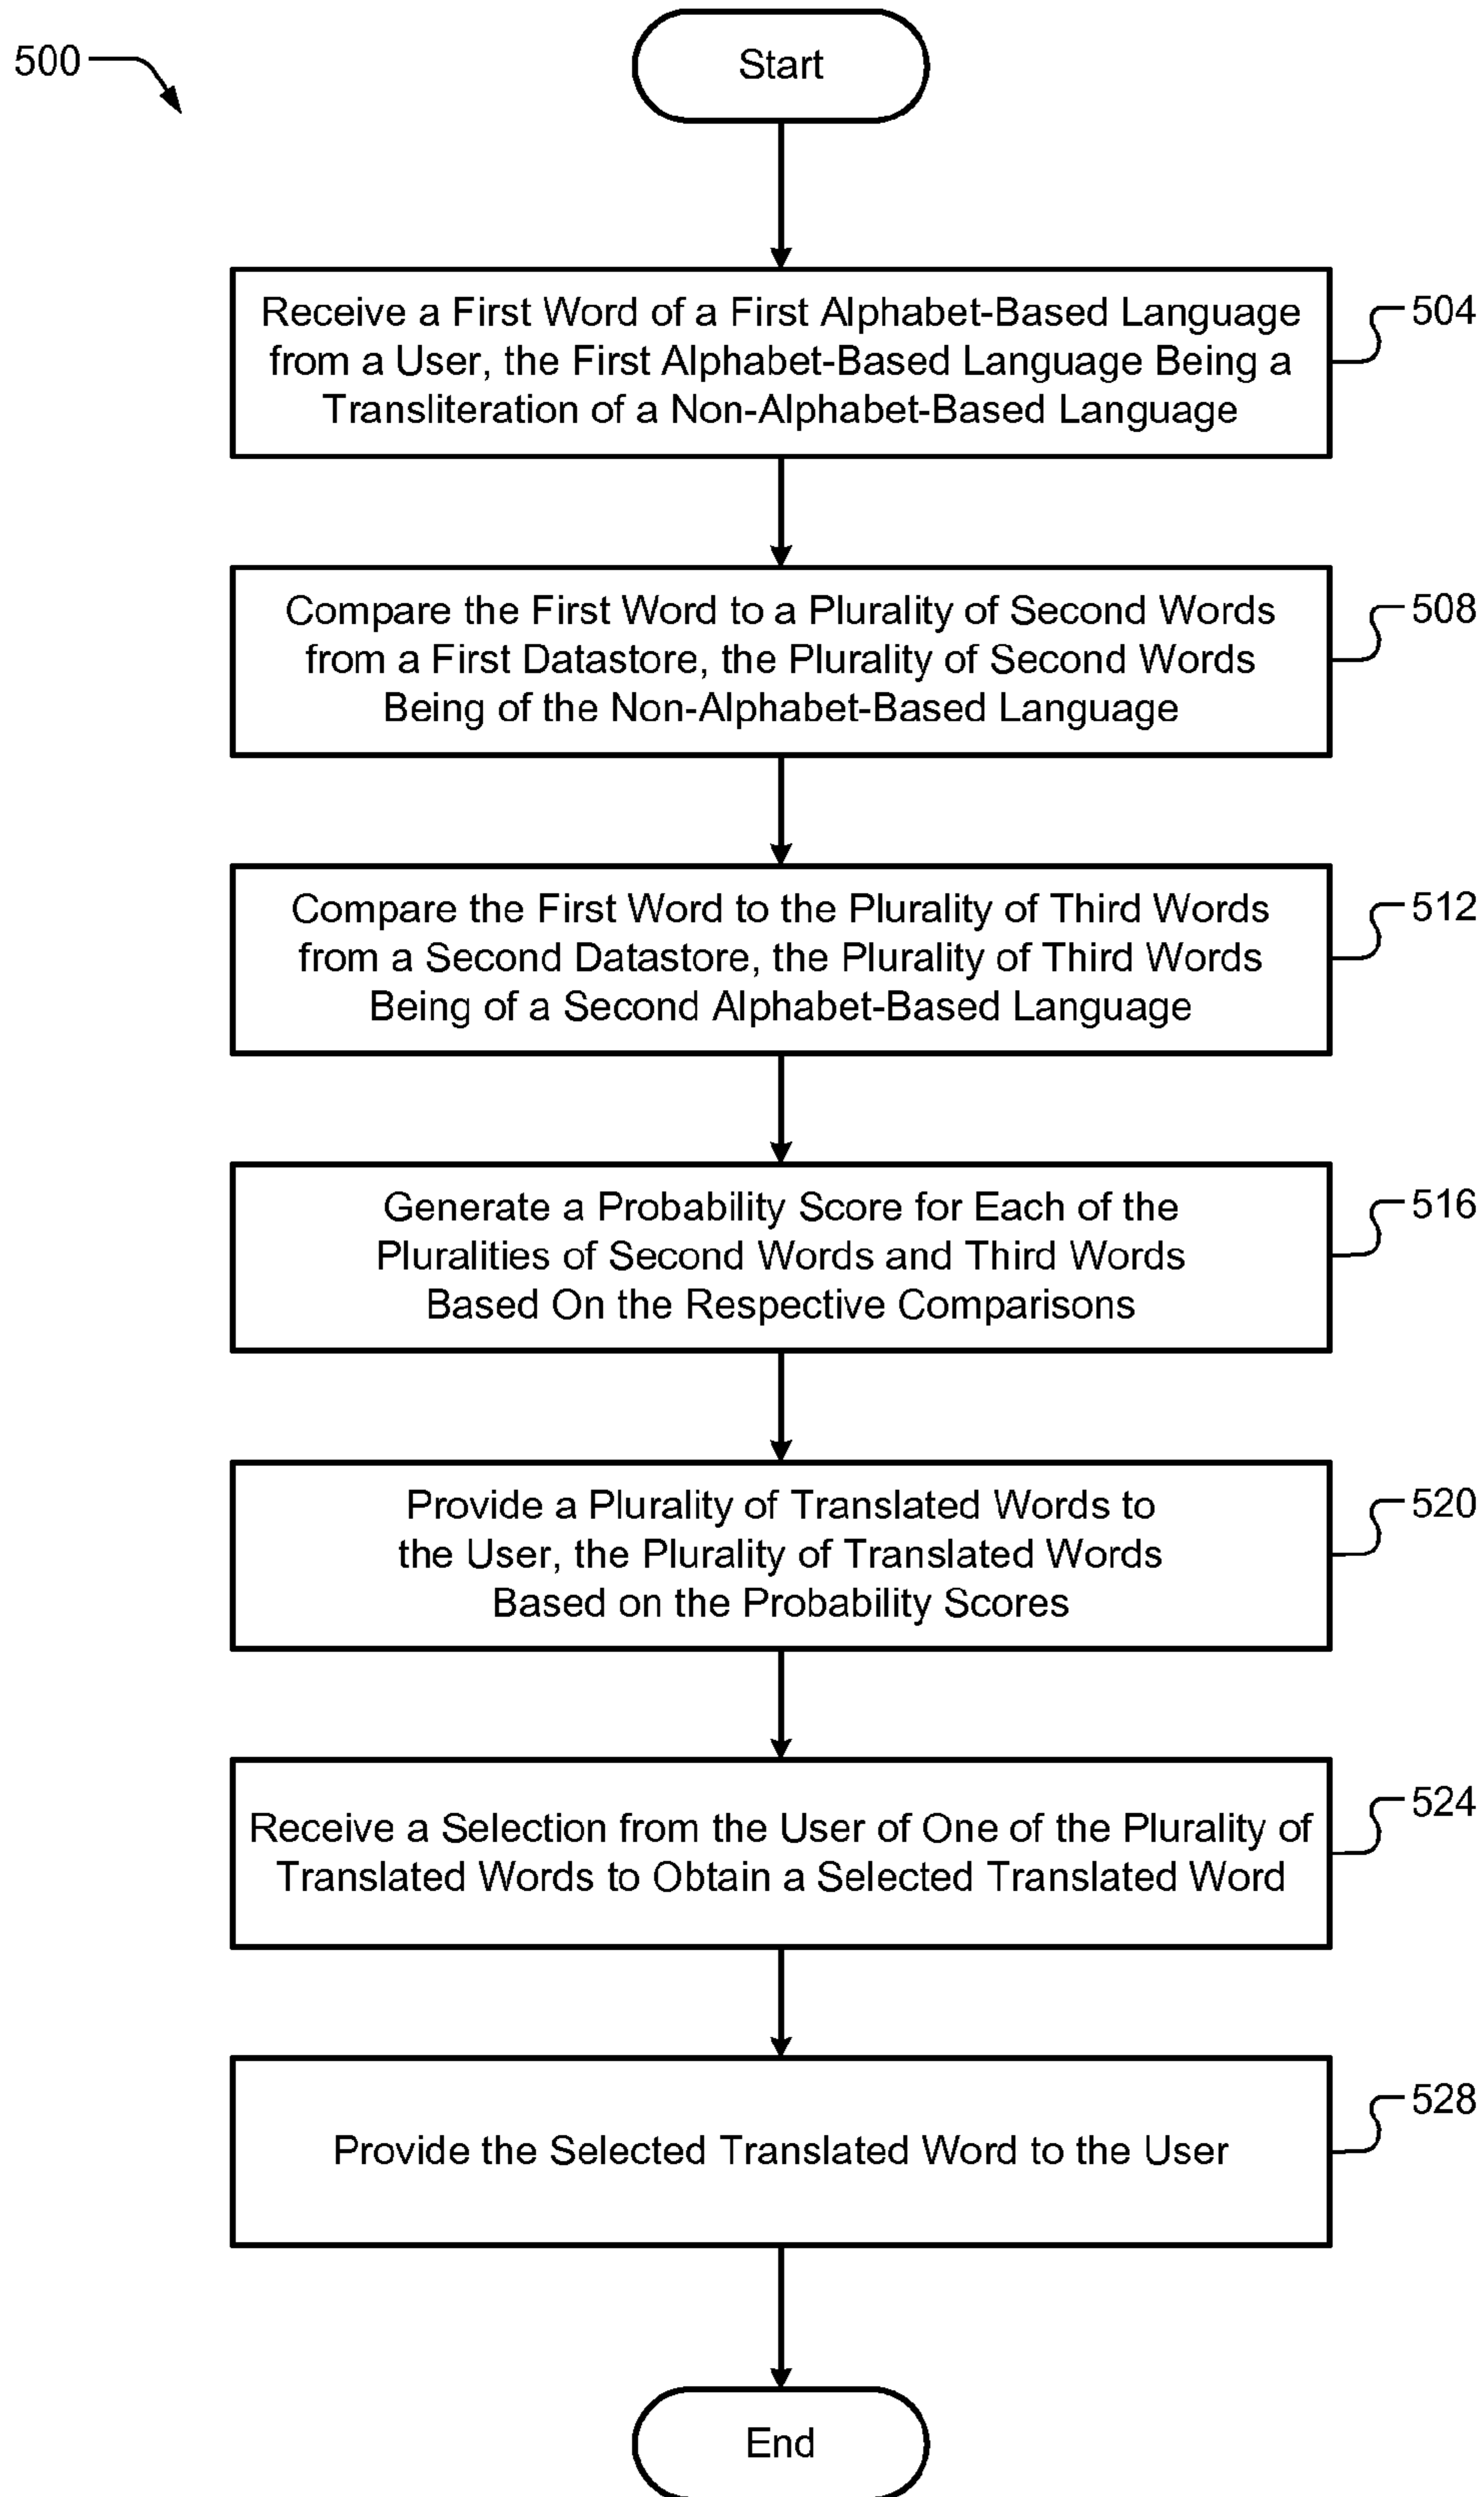 500
Start
Receive a First Word of a First Alphabet-Based Language
from a User, the First Alphabet-Based Language Being a
Transliteration of a Non-Alphabet-Based Language
504
Compare the First Word to a Plurality of Second Words
from a First Datastore, the Plurality of Second Words
Being of the Non-Alphabet-Based Language
508
Compare the First Word to the Plurality of Third Words
from a Second Datastore, the Plurality of Third Words
Being of a Second Alphabet-Based Language
512
Generate a Probability Score for Each of the
Pluralities of Second Words and Third Words
Based On the Respective Comparisons
516
Provide a Plurality of Translated Words to
the User, the Plurality of Translated Words
Based on the Probability Scores
520
Receive a Selection from the User of One of the Plurality of
Translated Words to Obtain a Selected Translated Word
524
Provide the Selected Translated Word to the User
528
End